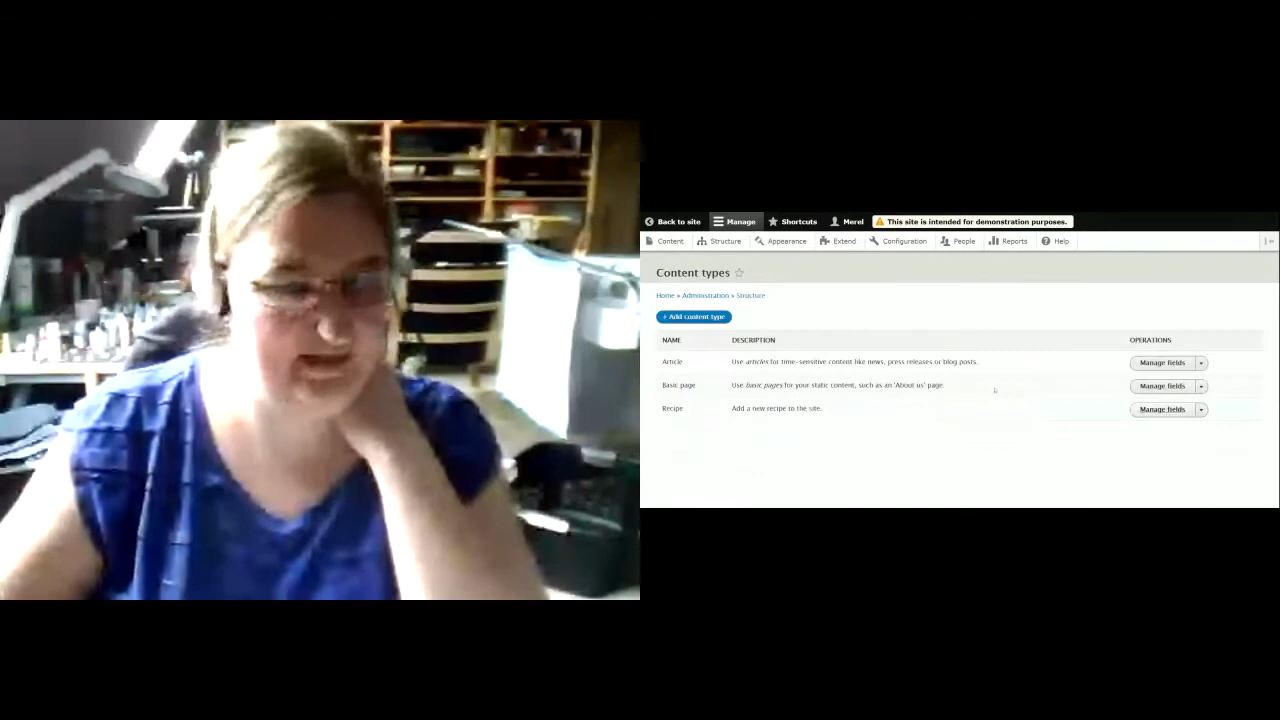 Back to site Manage Shortcuts Merel This site is intended for demonstration purposes.
Content Structure Appearance Extend Configuration People Reports Help
Content types
Home » Administration » Structure
+ Add content type
NAME DESCRIPTION OPERATIONS
Article Use articles for time-sensitive content like news, press releases or blog posts. Manage fields
Basic page Use basic pages for your static content, such as an 'About us' page. Manage fields
Recipe Add a new recipe to the site. Manage fields